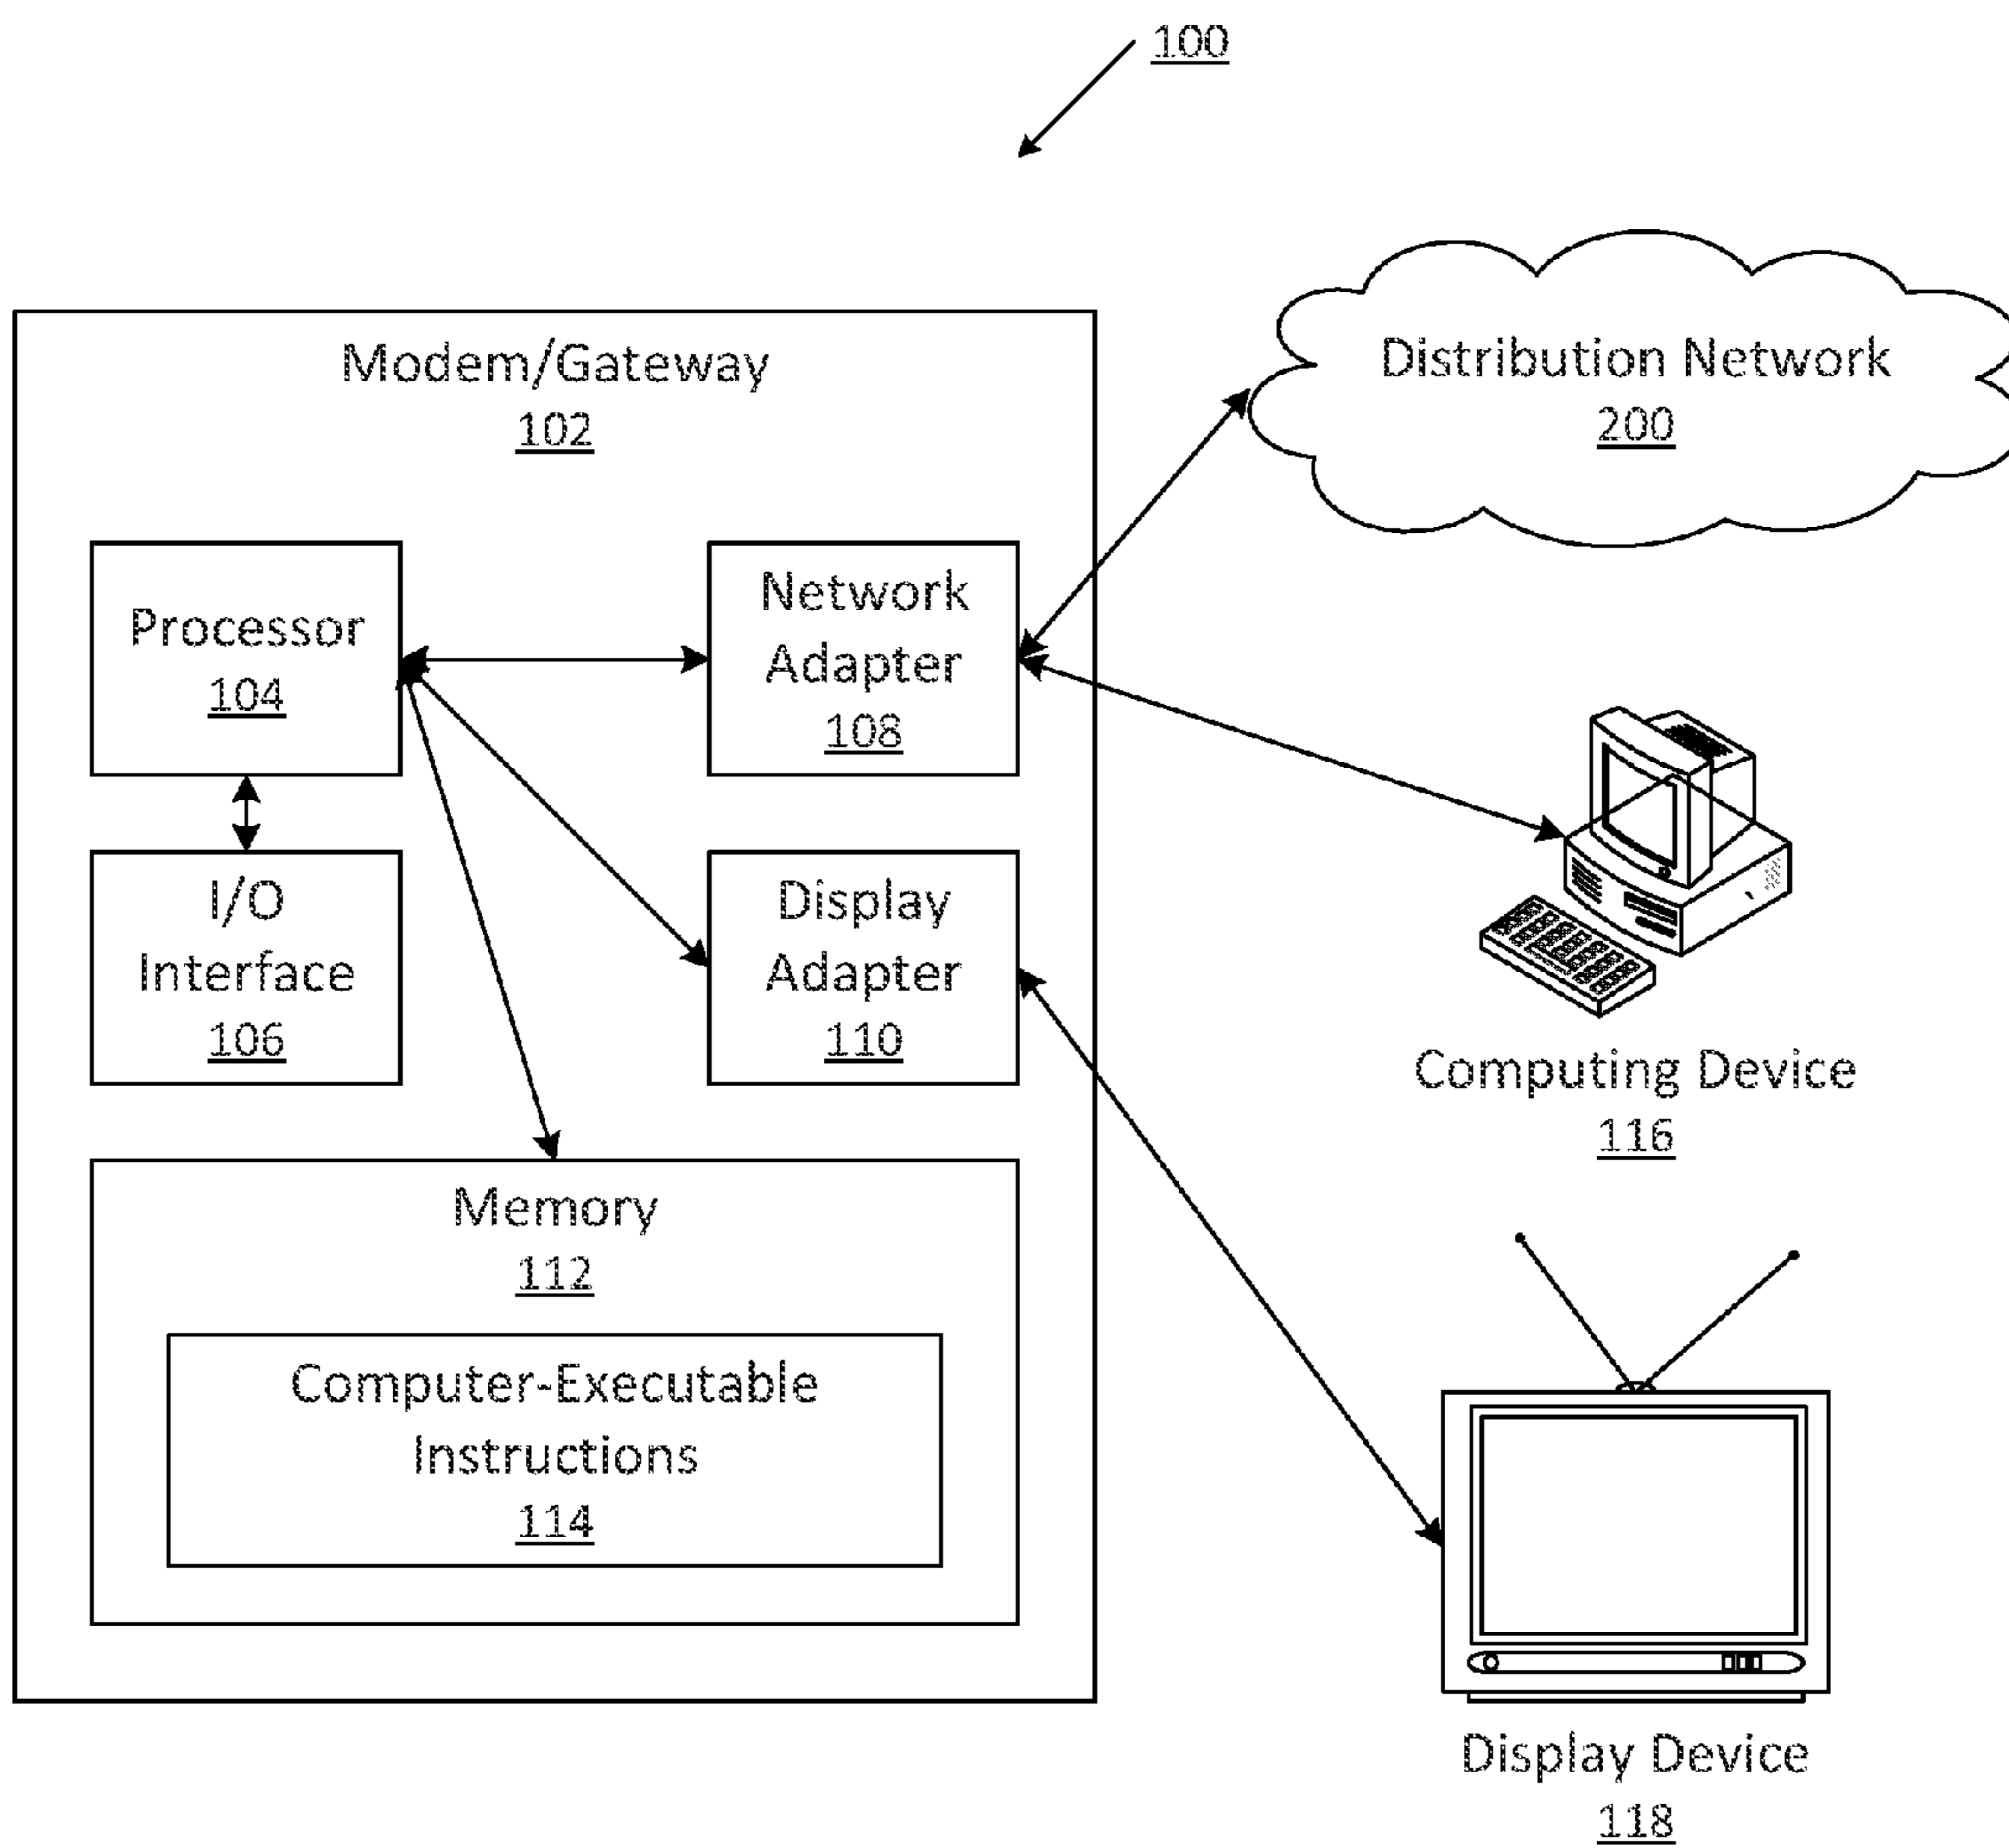 100
Modem/Gateway
102
Distribution Network
200
Processor
104
Network
Adapter
108
I/O
Interface
106
Display
Adapter
110
Computing Device
116
Memory
112
Computer-Executable
Instructions
114
Display Device
118